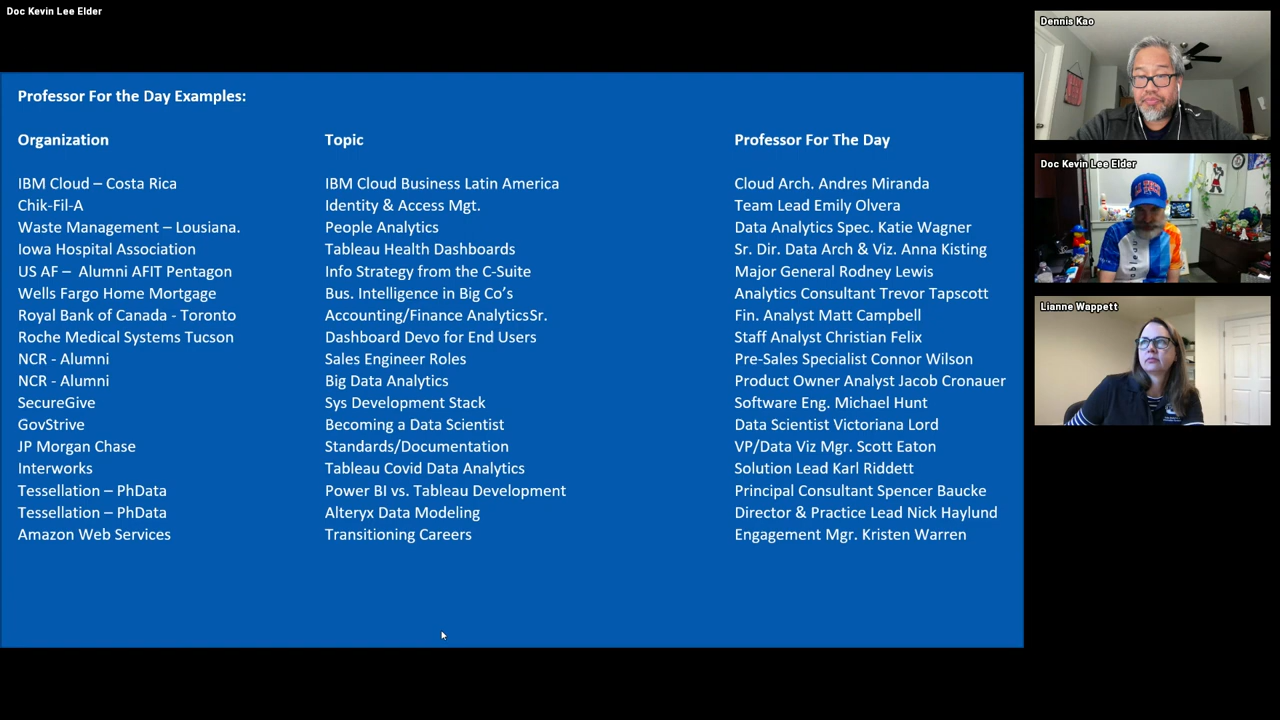 Doc Kevin Lee Elder
Professor For the Day Examples:
Organization Topic Professor For The Day
IBM Cloud – Costa Rica IBM Cloud Business Latin America Cloud Arch. Andres Miranda
Chik-Fil-A Identity & Access Mgt. Team Lead Emily Olvera
Waste Management – Lousiana. People Analytics Data Analytics Spec. Katie Wagner
Iowa Hospital Association Tableau Health Dashboards Sr. Dir. Data Arch & Viz. Anna Kisting
US AF – Alumni AFIT Pentagon Info Strategy from the C-Suite Major General Rodney Lewis
Wells Fargo Home Mortgage Bus. Intelligence in Big Co's Analytics Consultant Trevor Tapscott
Royal Bank of Canada - Toronto Accounting/Finance AnalyticsSr. Fin. Analyst Matt Campbell
Roche Medical Systems Tucson Dashboard Devo for End Users Staff Analyst Christian Felix
NCR - Alumni Sales Engineer Roles Pre-Sales Specialist Connor Wilson
NCR - Alumni Big Data Analytics Product Owner Analyst Jacob Cronauer
SecureGive Sys Development Stack Software Eng. Michael Hunt
GovStrive Becoming a Data Scientist Data Scientist Victoriana Lord
JP Morgan Chase Standards/Documentation VP/Data Viz Mgr. Scott Eaton
Interworks Tableau Covid Data Analytics Solution Lead Karl Riddett
Tessellation – PhData Power BI vs. Tableau Development Principal Consultant Spencer Baucke
Tessellation – PhData Alteryx Data Modeling Director & Practice Lead Nick Haylund
Amazon Web Services Transitioning Careers Engagement Mgr. Kristen Warren
Dennis Kao
Doc Kevin Lee Elder
Lianne Wappett